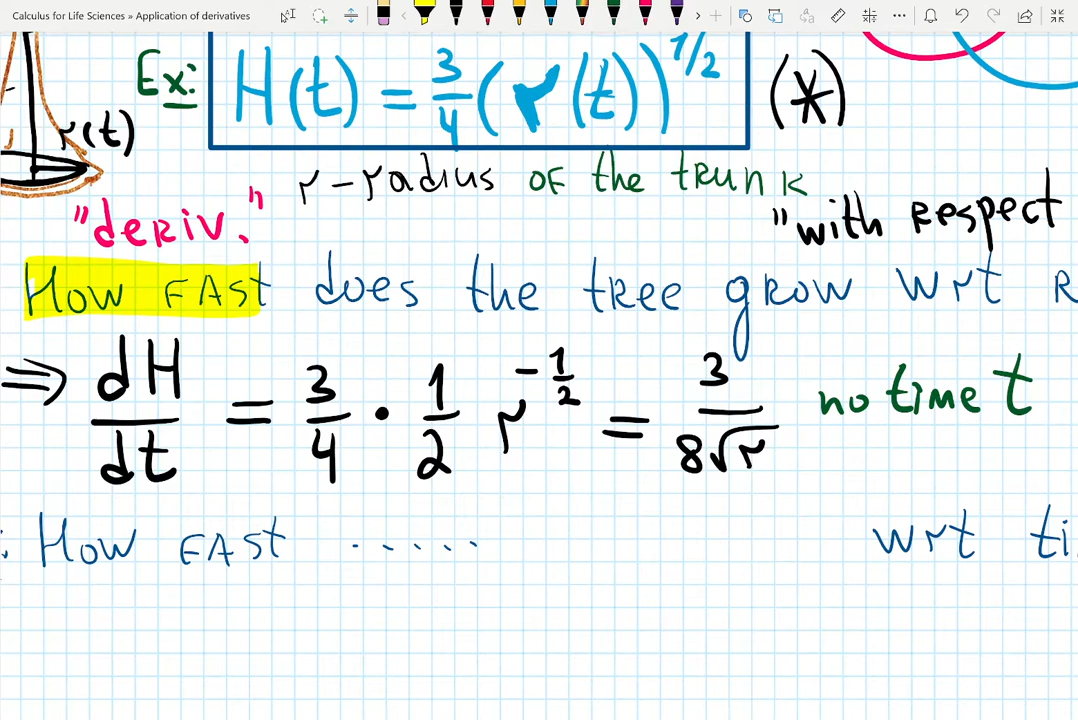 Calculus for Life Sciences » Application of derivatives
Ex: H(t) = 3/4 (r(t))^1/2 (*)
r(t)
r - radius OF the trunk
"deriv."
"with Respect
How FAst does the tree grow wrt R
⇒ dH/dt = 3/4 • 1/2 r^-1/2 = 3/(8√r) no time t
: How FAst ...... wrt ti